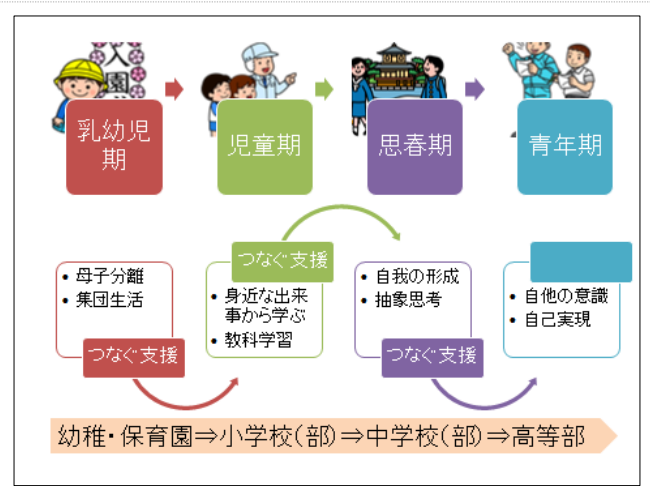 入園
乳幼児
期
児童期
思春期
青年期
つなぐ支援
・母子分離
・集団生活
つなぐ支援
・身近な出来
事から学ぶ
・教科学習
・自我の形成
・抽象思考
つなぐ支援
・自他の意識
・自己実現
幼稚・保育園⇒小学校(部)⇒中学校(部)⇒高等部